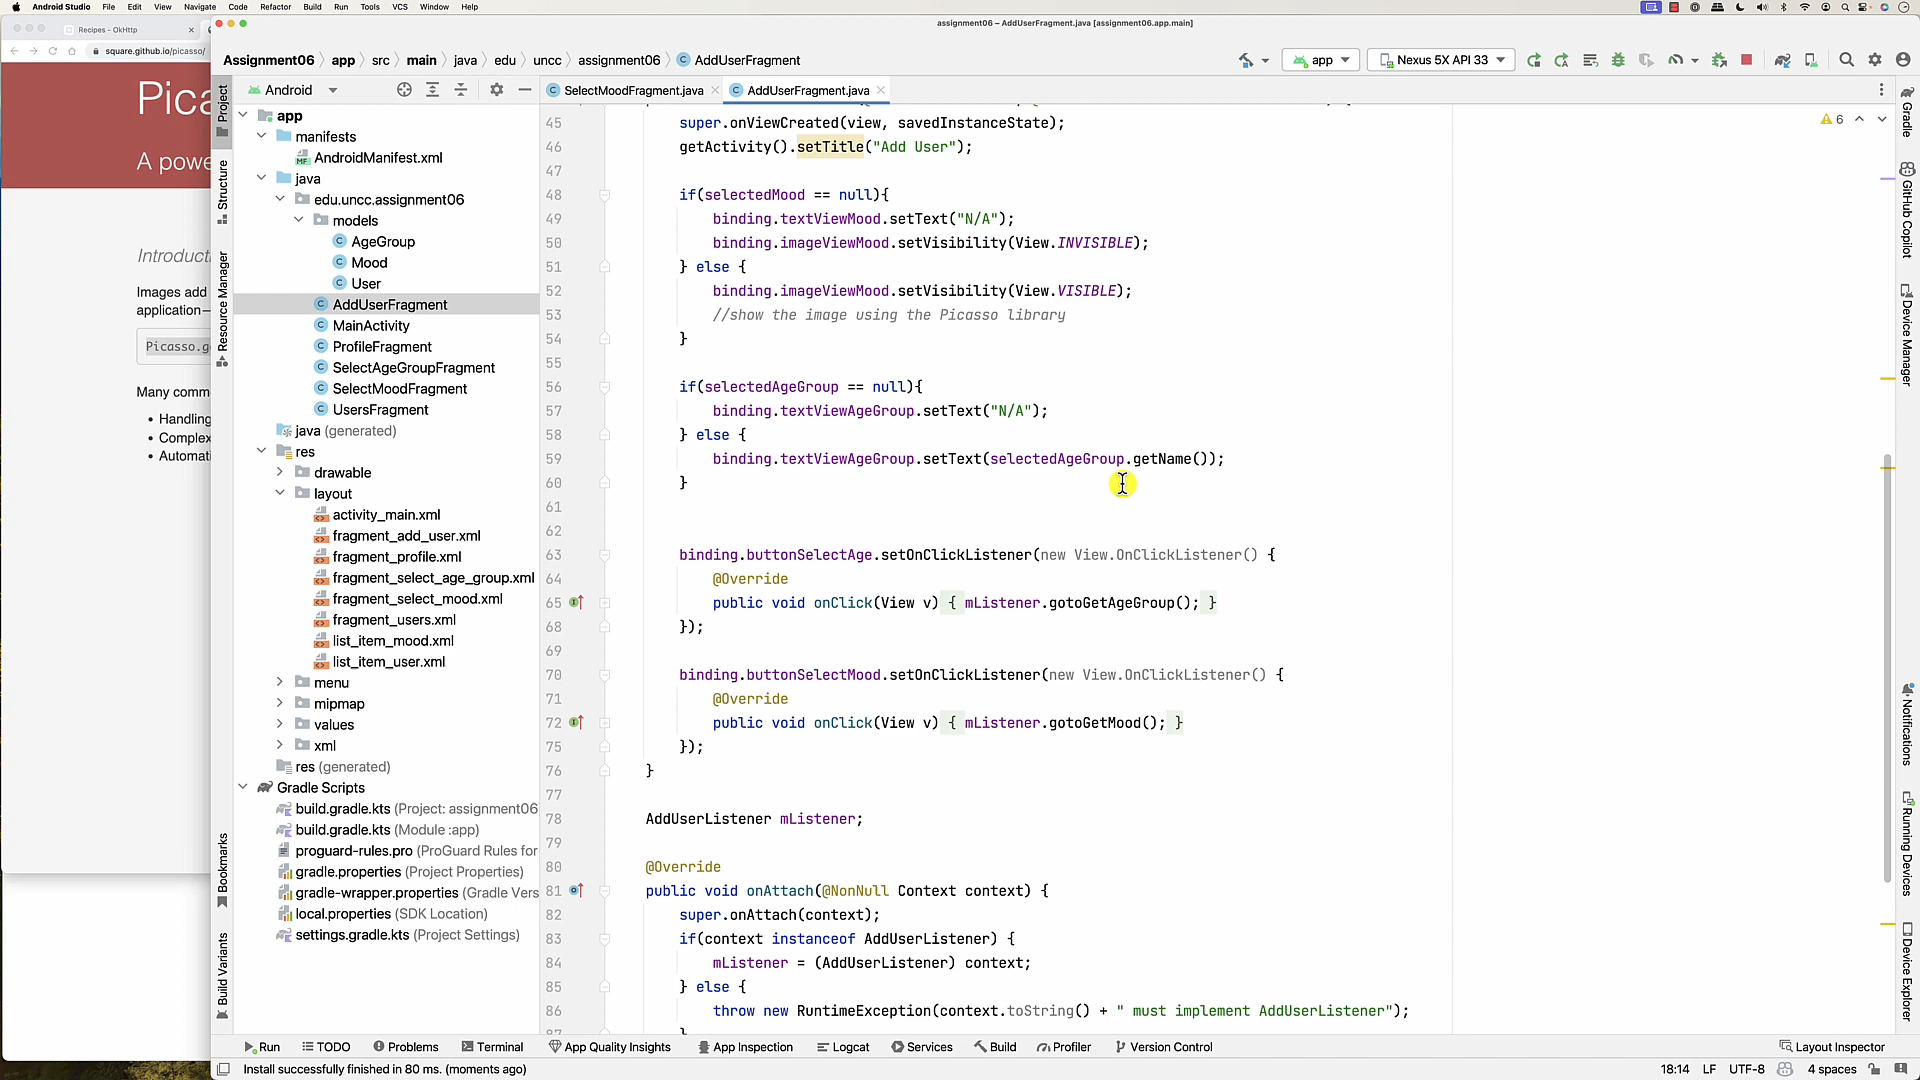 Android Studio File Edit View Navigate Code Refactor Build Run Tools VCS Window Help
assignment06 – AddUserFragment.java [assignment06.app.main]
Recipes - OkHttp
square.github.io/picasso/
Assignment06 app src main java edu uncc assignment06 AddUserFragment
app
Nexus 5X API 33
Android
SelectMoodFragment.java
AddUserFragment.java
Pica
A powe
Introducti
Images add
application—
Picasso.g
Many comm
• Handling
• Complex
• Automati
Project
Structure
Resource Manager
Bookmarks
Build Variants
app
manifests
AndroidManifest.xml
java
edu.uncc.assignment06
models
AgeGroup
Mood
User
AddUserFragment
MainActivity
ProfileFragment
SelectAgeGroupFragment
SelectMoodFragment
UsersFragment
java (generated)
res
drawable
layout
activity_main.xml
fragment_add_user.xml
fragment_profile.xml
fragment_select_age_group.xml
fragment_select_mood.xml
fragment_users.xml
list_item_mood.xml
list_item_user.xml
menu
mipmap
values
xml
res (generated)
Gradle Scripts
build.gradle.kts (Project: assignment06
build.gradle.kts (Module :app)
proguard-rules.pro (ProGuard Rules for
gradle.properties (Project Properties)
gradle-wrapper.properties (Gradle Vers
local.properties (SDK Location)
settings.gradle.kts (Project Settings)
6
45 super.onViewCreated(view, savedInstanceState);
46 getActivity().setTitle("Add User");
47
48 if(selectedMood == null){
49 binding.textViewMood.setText("N/A");
50 binding.imageViewMood.setVisibility(View.INVISIBLE);
51 } else {
52 binding.imageViewMood.setVisibility(View.VISIBLE);
53 //show the image using the Picasso library
54 }
55
56 if(selectedAgeGroup == null){
57 binding.textViewAgeGroup.setText("N/A");
58 } else {
59 binding.textViewAgeGroup.setText(selectedAgeGroup.getName());
60 }
61
62
63 binding.buttonSelectAge.setOnClickListener(new View.OnClickListener() {
64 @Override
65 public void onClick(View v) { mListener.gotoGetAgeGroup(); }
68 });
69
70 binding.buttonSelectMood.setOnClickListener(new View.OnClickListener() {
71 @Override
72 public void onClick(View v) { mListener.gotoGetMood(); }
75 });
76 }
77
78 AddUserListener mListener;
79
80 @Override
81 public void onAttach(@NonNull Context context) {
82 super.onAttach(context);
83 if(context instanceof AddUserListener) {
84 mListener = (AddUserListener) context;
85 } else {
86 throw new RuntimeException(context.toString() + " must implement AddUserListener");
87 }
Gradle
GitHub Copilot
Device Manager
Notifications
Running Devices
Device Explorer
Run TODO Problems Terminal App Quality Insights App Inspection Logcat Services Build Profiler Version Control Layout Inspector
Install successfully finished in 80 ms. (moments ago) 18:14 LF UTF-8 4 spaces